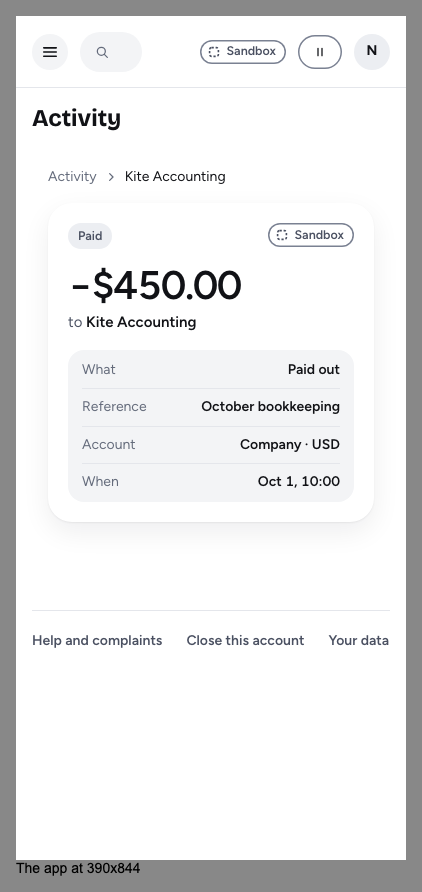 Sandbox
N
Activity
Activity > Kite Accounting
Paid
Sandbox
−$450.00
to Kite Accounting
What Paid out
Reference October bookkeeping
Account Company · USD
When Oct 1, 10:00
Help and complaints Close this account Your data
The app at 390x844